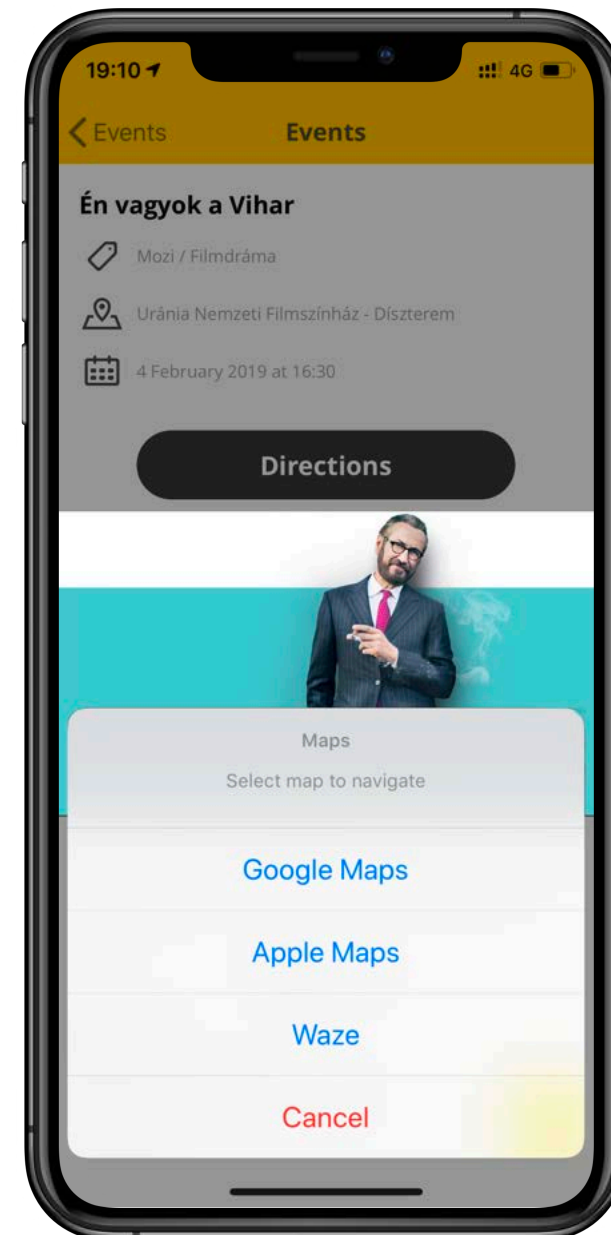 19:10
4G
Events
Events
Én vagyok a Vihar
Mozi / Filmdráma
Uránia Nemzeti Filmszínház - Díszterem
4 February 2019 at 16:30
Directions
Maps
Select map to navigate
Google Maps
Apple Maps
Waze
Cancel